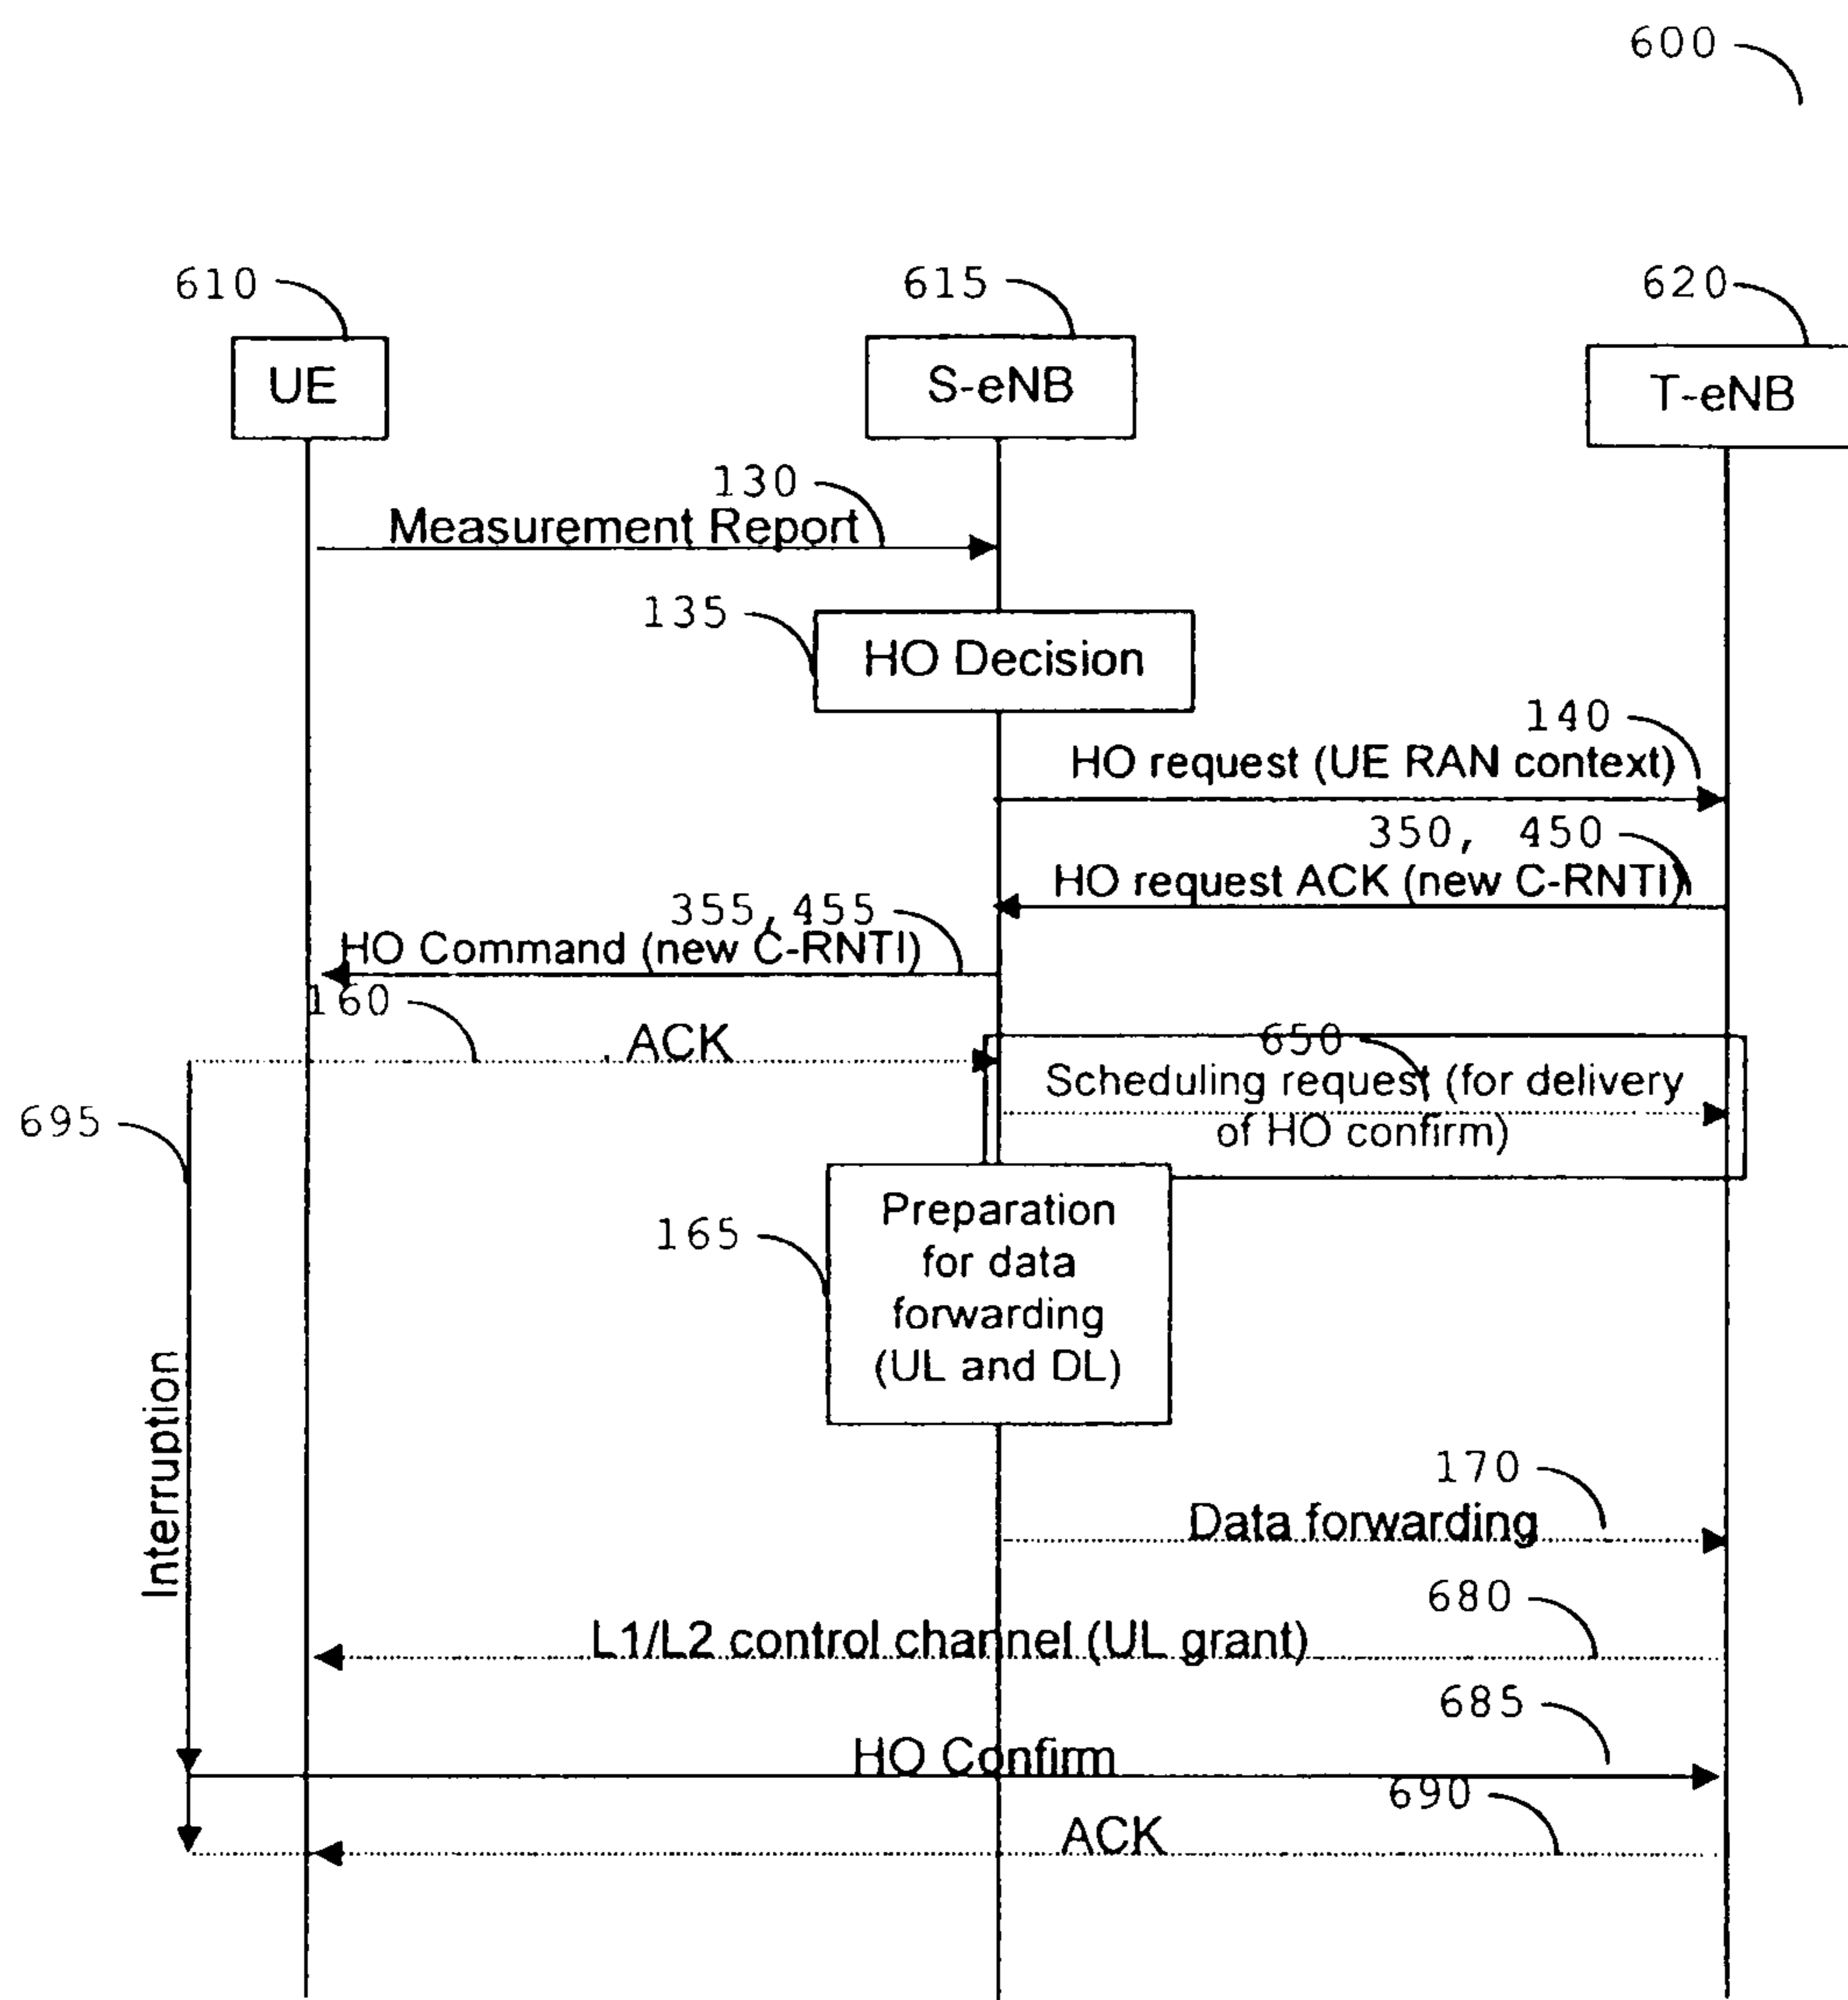 600
610
615
620
UE
S-eNB
T-eNB
130
Measurement Report
135
HO Decision
140
HO request (UE RAN context)
350, 450
HO request ACK (new C-RNTI)
355,455
HO Command (new C-RNTI)
160
ACK
650
Scheduling request (for delivery
of HO confirm)
695
165
Preparation
for data
forwarding
(UL and DL)
Interruption
170
Data forwarding
680
L1/L2 control channel (UL grant)
685
HO Confirm
690
ACK